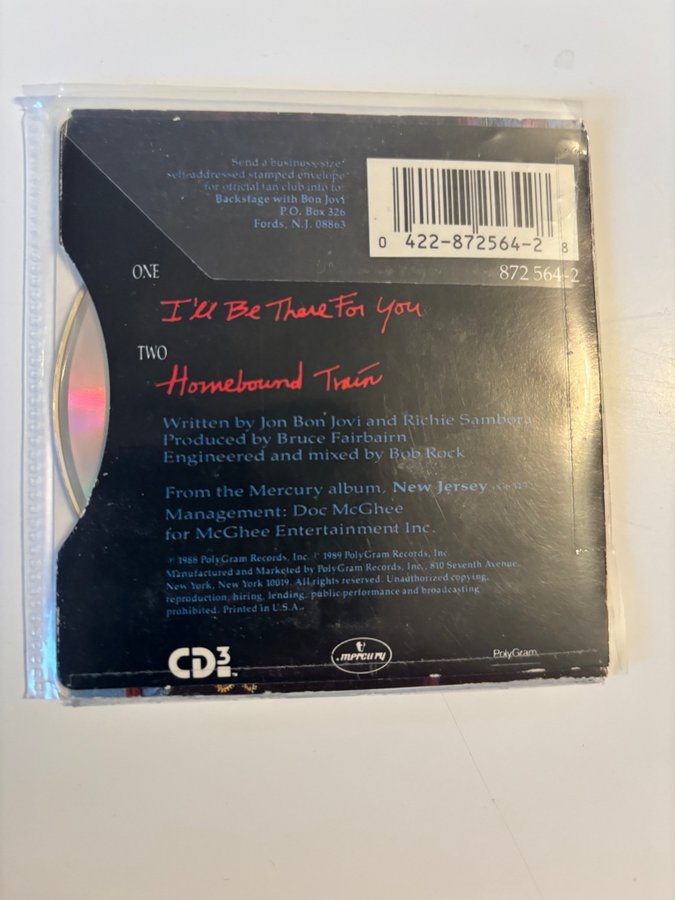 Send a business-size
self-addressed stamped envelope
for official fan club info to:
Backstage with Bon Jovi
P.O. Box 326
Fords, N.J. 08863
0 422-872564-2 8
872 564-2
ONE
I'll Be There For You
TWO
Homebound Train
Written by Jon Bon Jovi and Richie Sambora
Produced by Bruce Fairbairn
Engineered and mixed by Bob Rock
From the Mercury album, New Jersey
Management: Doc McGhee
for McGhee Entertainment Inc.
℗ 1988 PolyGram Records, Inc. © 1989 PolyGram Records, Inc
Manufactured and Marketed by PolyGram Records, Inc., 810 Seventh Avenue,
New York, New York 10019. All rights reserved. Unauthorized copying,
reproduction, hiring, lending, public performance and broadcasting
prohibited. Printed in U.S.A.
CD3 ™
mercury
PolyGram